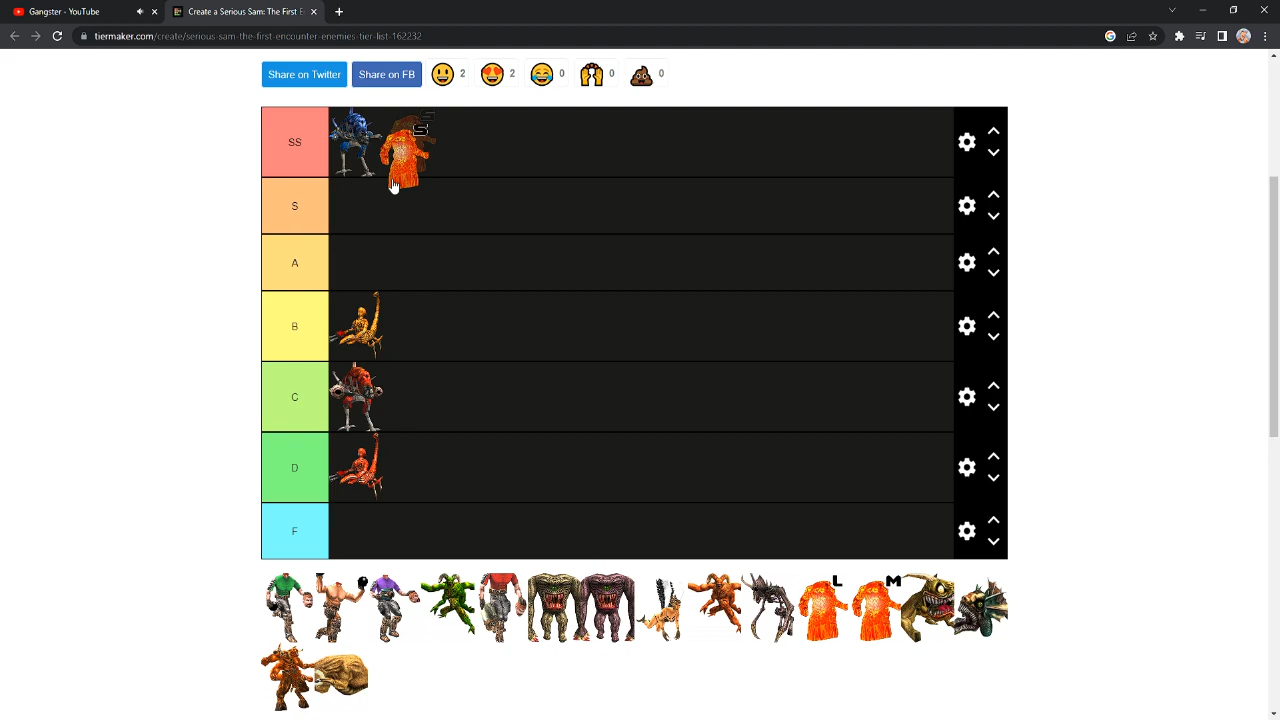 Gangster - YouTube
Create a Serious Sam: The First E
tiermaker.com/create/serious-sam-the-first-encounter-enemies-tier-list-162232
Share on Twitter
Share on FB
2
2
0
0
0
SS
S
S
S
A
B
C
D
F
L
M